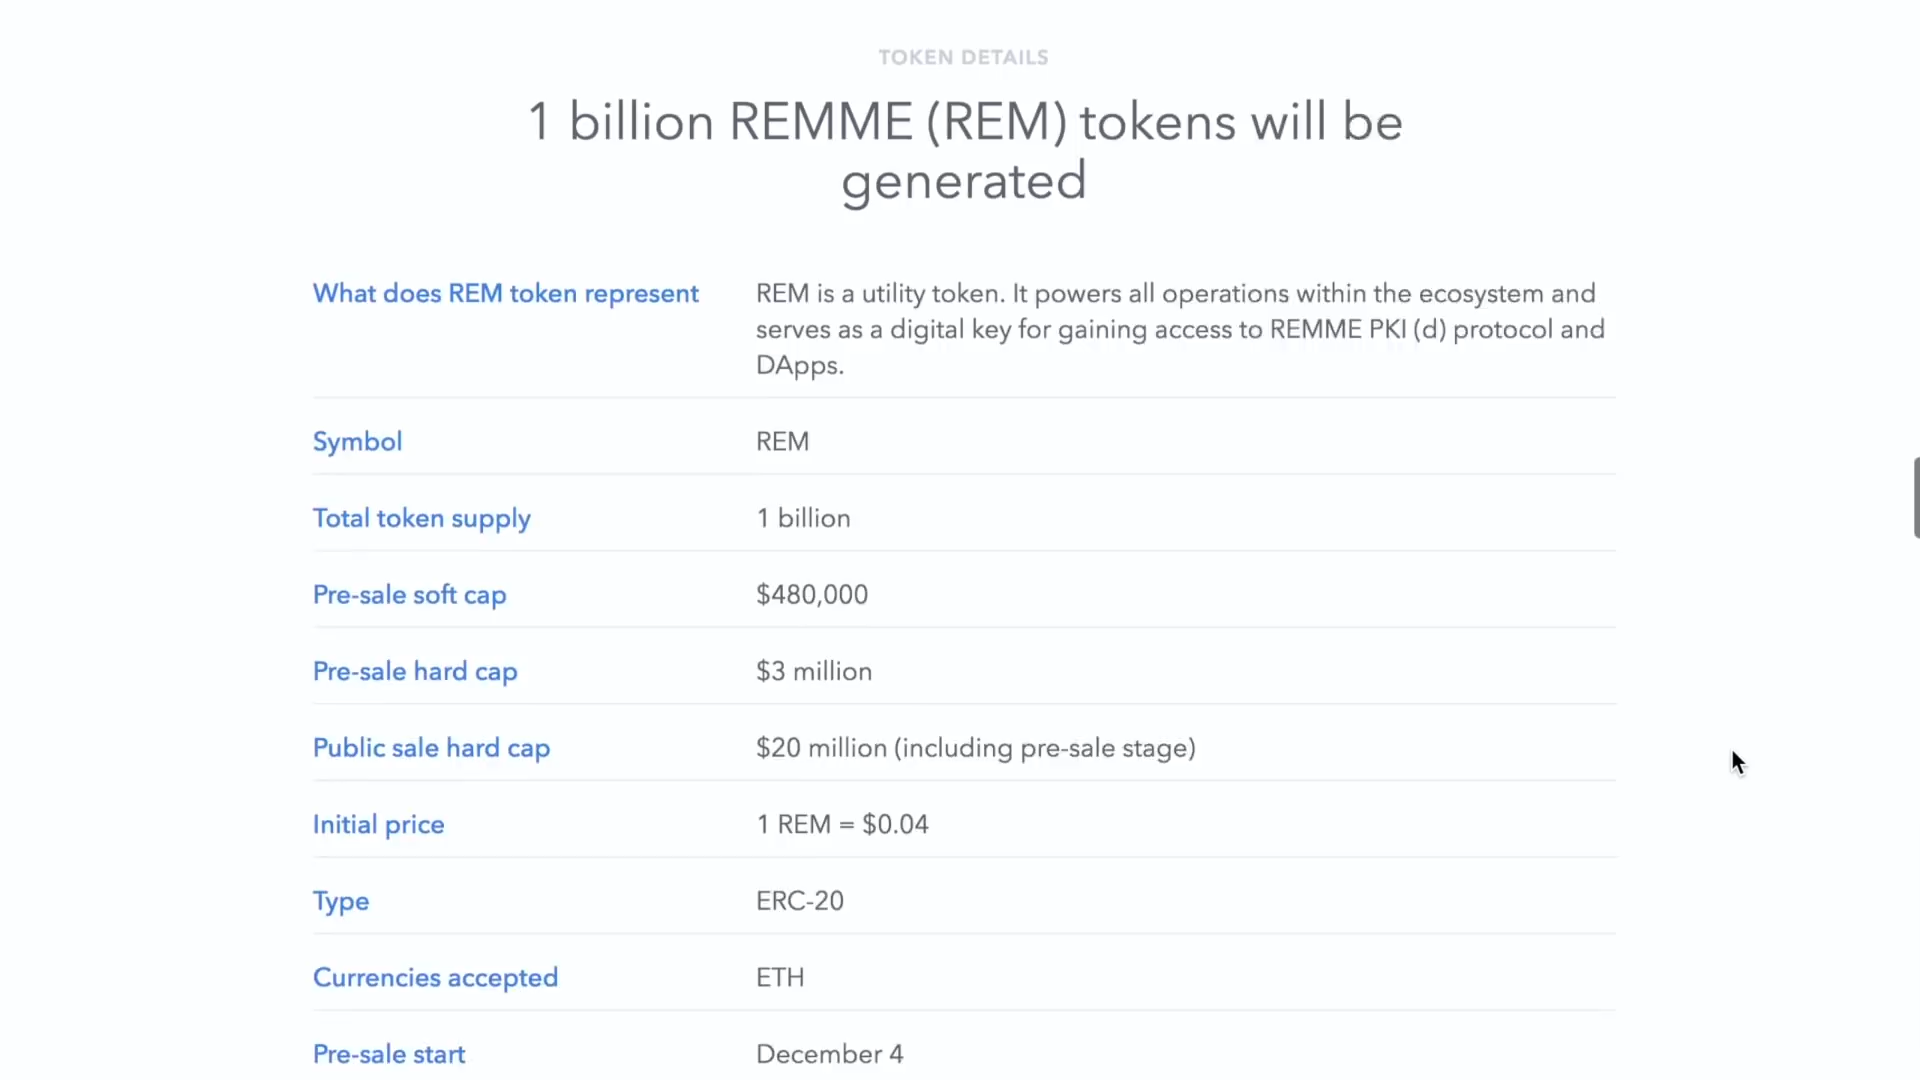 TOKEN DETAILS
1 billion REMME (REM) tokens will be
generated
What does REM token represent
REM is a utility token. It powers all operations within the ecosystem and
serves as a digital key for gaining access to REMME PKI (d) protocol and
DApps.
Symbol
REM
Total token supply
1 billion
Pre-sale soft cap
$480,000
Pre-sale hard cap
$3 million
Public sale hard cap
$20 million (including pre-sale stage)
Initial price
1 REM = $0.04
Type
ERC-20
Currencies accepted
ETH
Pre-sale start
December 4